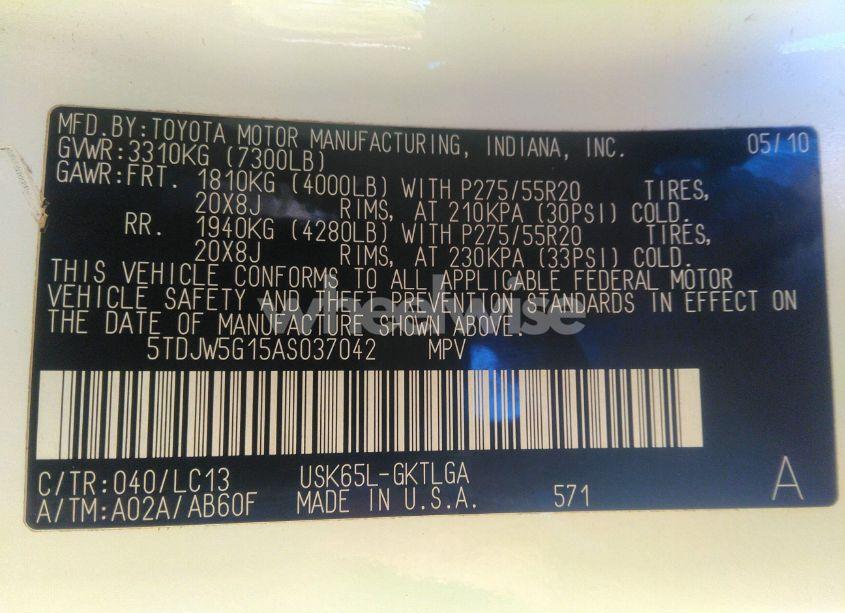 MFD.BY:TOYOTA MOTOR MANUFACTURING, INDIANA, INC. 05/10
GVWR:3310KG (7300LB)
GAWR:FRT. 1810KG (4000LB) WITH P275/55R20 TIRES,
20X8J RIMS, AT 210KPA (30PSI) COLD.
RR. 1940KG (4280LB) WITH P275/55R20 TIRES,
20X8J RIMS, AT 230KPA (33PSI) COLD.
THIS VEHICLE CONFORMS TO ALL APPLICABLE FEDERAL MOTOR
VEHICLE SAFETY AND THEFT PREVENTION STANDARDS IN EFFECT ON
THE DATE OF MANUFACTURE SHOWN ABOVE.
wheelwise
5TDJW5G15AS037042 MPV
C/TR:040/LC13 USK65L-GKTLGA
A/TM:A02A/AB60F MADE IN U.S.A. 571 A